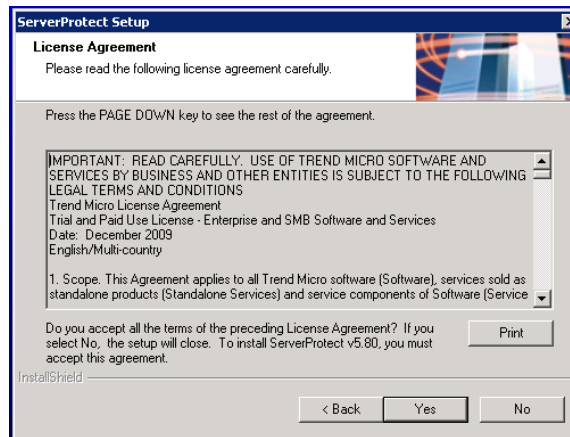 ServerProtect Setup
License Agreement
Please read the following license agreement carefully.
Press the PAGE DOWN key to see the rest of the agreement.
IMPORTANT: READ CAREFULLY. USE OF TREND MICRO SOFTWARE AND
SERVICES BY BUSINESS AND OTHER ENTITIES IS SUBJECT TO THE FOLLOWING
LEGAL TERMS AND CONDITIONS
Trend Micro License Agreement
Trial and Paid Use License - Enterprise and SMB Software and Services
Date: December 2009
English/Multi-country
1. Scope. This Agreement applies to all Trend Micro software (Software), services sold as
standalone products (Standalone Services) and service components of Software (Service
Do you accept all the terms of the preceding License Agreement? If you
select No, the setup will close. To install ServerProtect v5.80, you must
accept this agreement.
Print
InstallShield
< Back Yes No